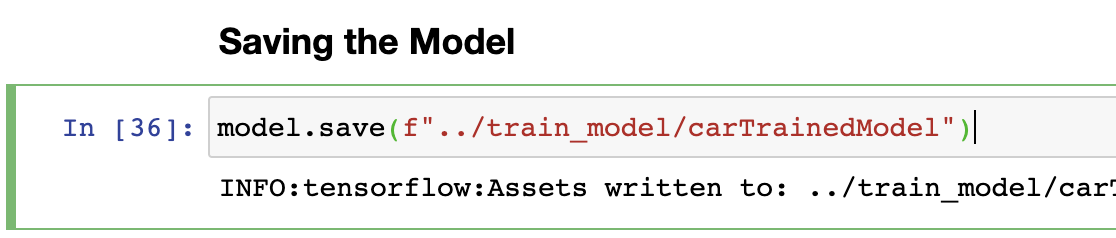 Saving the Model
In [36]: model.save(f"../train_model/carTrainedModel")
INFO:tensorflow:Assets written to: ../train_model/car